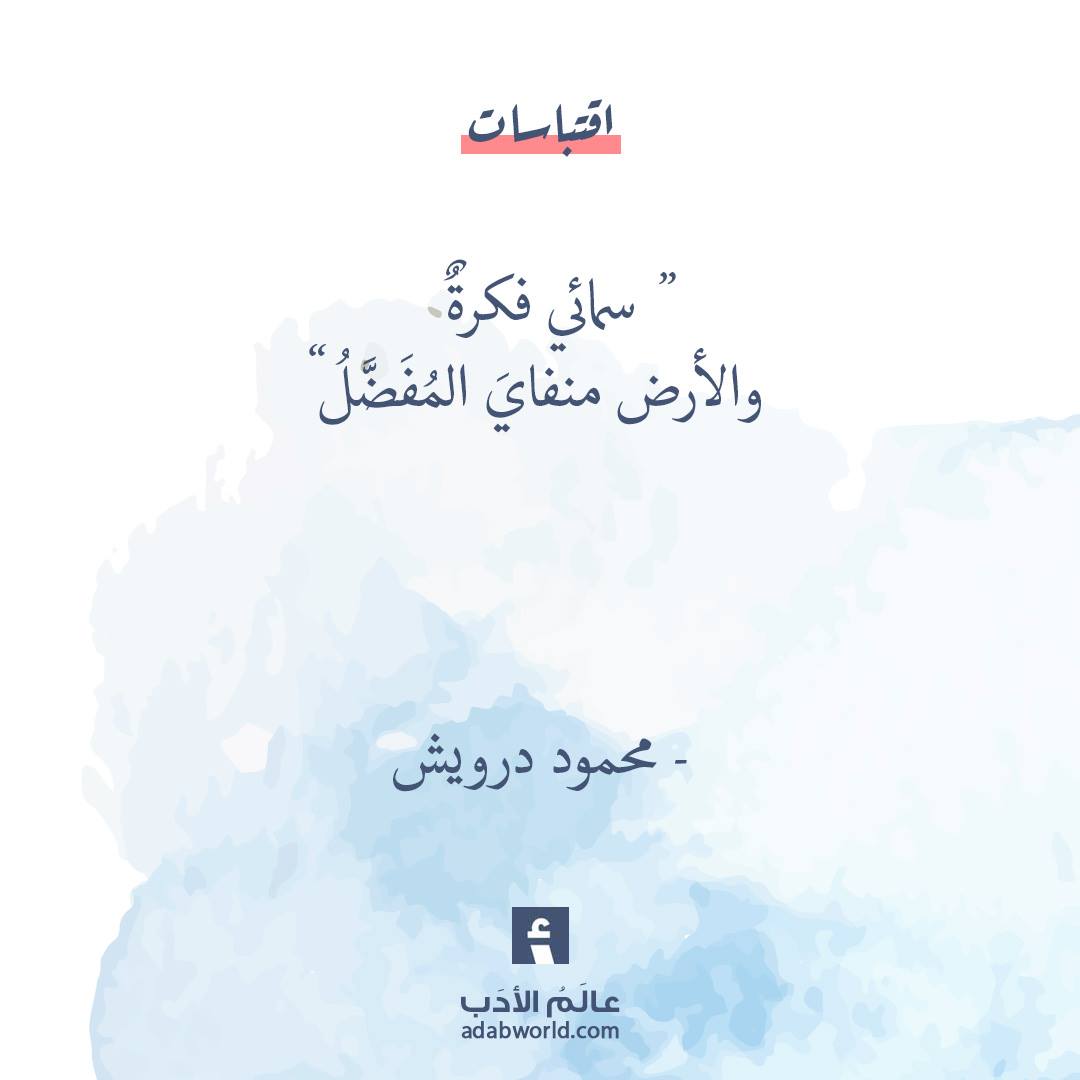 اقتباسات
” سمائي فكرةٌ
والأرض منفايَ المُفَضَّلُ “
- محمود درويش
أ
عالَمُ الأدَب
adabworld.com